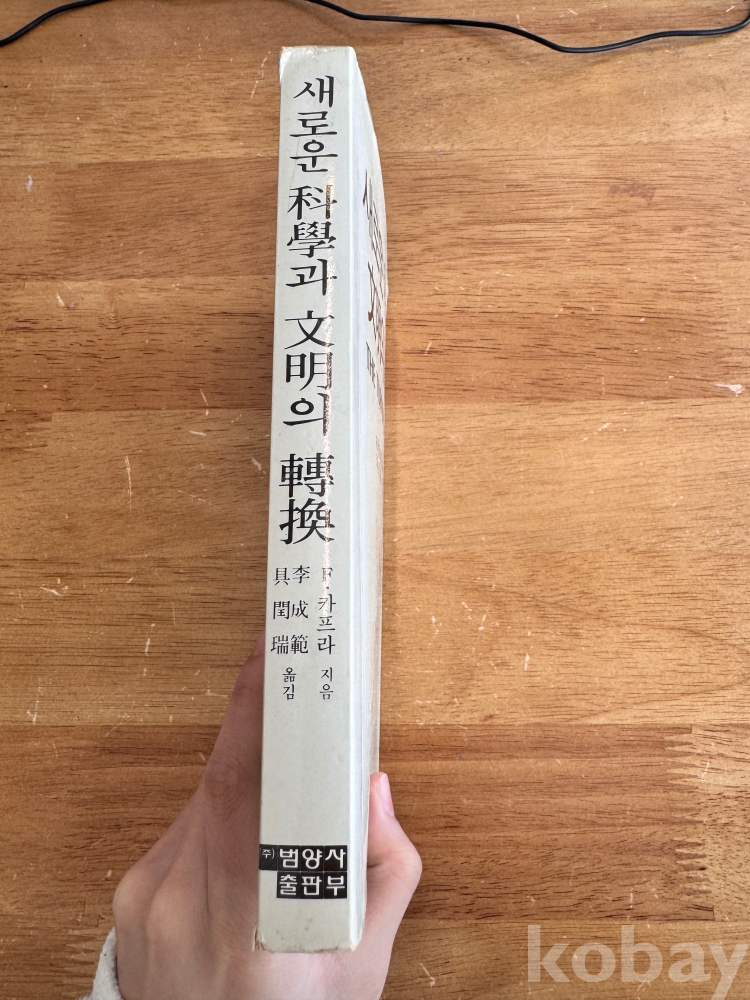 새로운 科學과 文明의 轉換
F·카프라 지음
李成範
具閏瑞 옮김
(주) 범양사
출판부
kobay